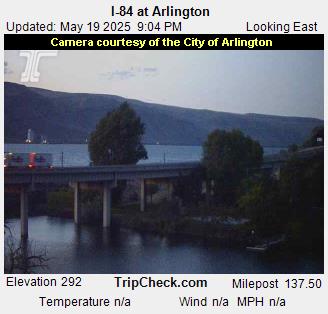 I-84 at Arlington
Updated: May 19 2025 9:04 PM Looking East
Camera courtesy of the City of Arlington
Elevation 292 TripCheck.com Milepost 137.50
Temperature n/a Wind n/a MPH n/a